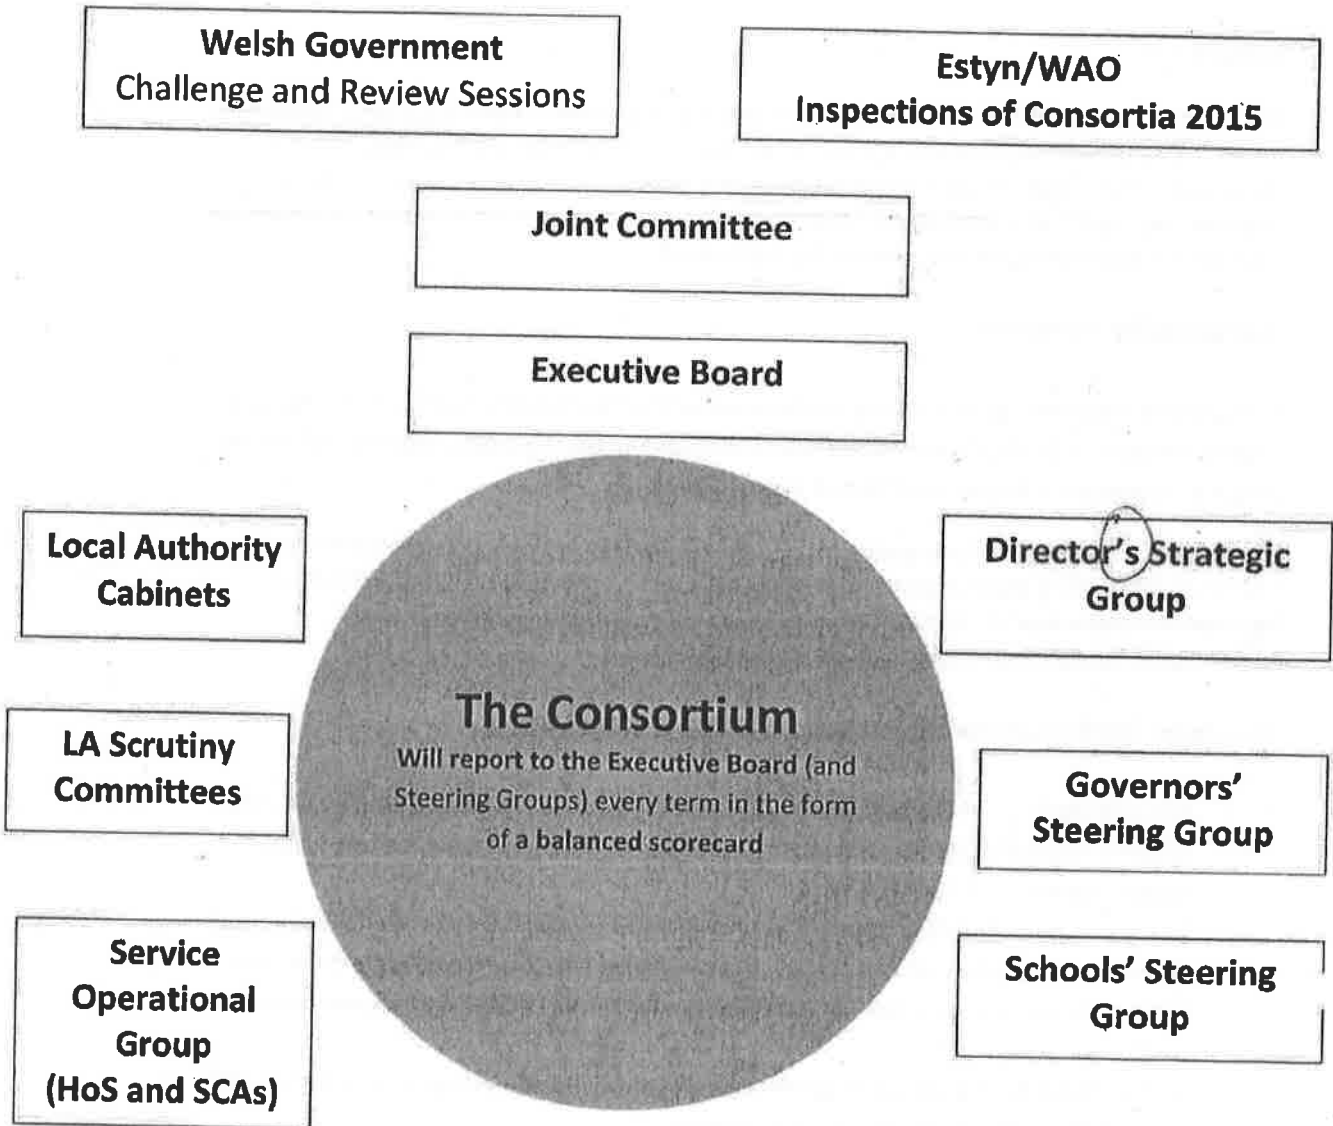 Welsh Government
Challenge and Review Sessions
Estyn/WAO
Inspections of Consortia 2015
Joint Committee
Executive Board
Local Authority
Cabinets
Director's Strategic
Group
The Consortium
Will report to the Executive Board (and
Steering Groups) every term in the form
of a balanced scorecard
LA Scrutiny
Committees
Governors'
Steering Group
Service
Operational
Group
(HoS and SCAs)
Schools' Steering
Group